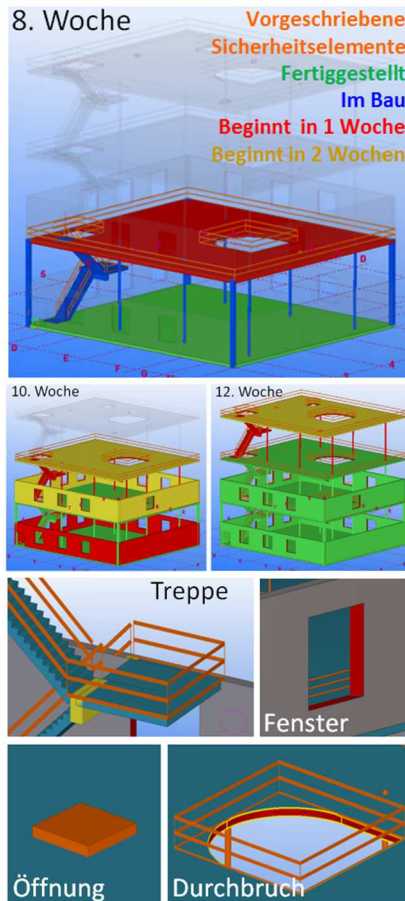 8. Woche
Vorgeschriebene
Sicherheitselemente
Fertiggestellt
Im Bau
Beginnt in 1 Woche
Beginnt in 2 Wochen
10. Woche
12. Woche
Treppe
Fenster
Öffnung
Durchbruch